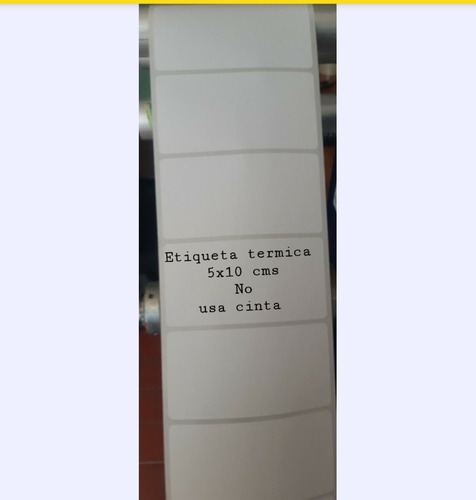 Etiqueta termica
5x10 cms
No
usa cinta